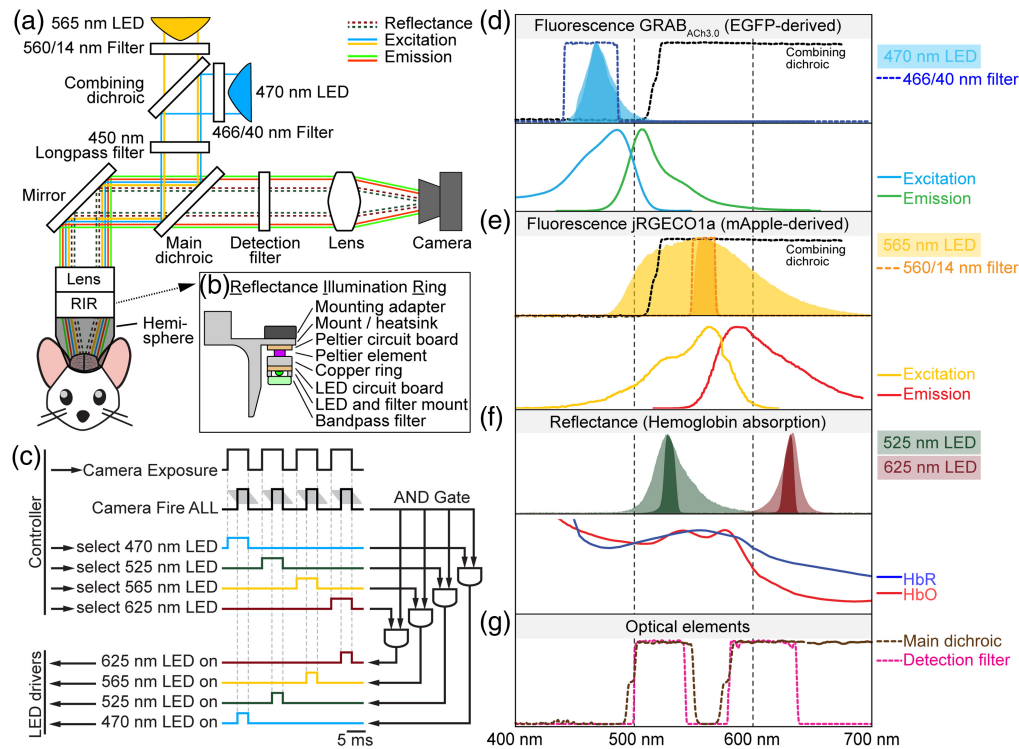 (a)
565 nm LED
560/14 nm Filter
Combining
dichroic
470 nm LED
466/40 nm Filter
450 nm
Longpass filter
Mirror
Main
dichroic
Detection
filter
Lens
Camera
Reflectance
Excitation
Emission
Lens
RIR
Hemi-
sphere
(b)
Reflectance Illumination Ring
Mounting adapter
Mount / heatsink
Peltier circuit board
Peltier element
Copper ring
LED circuit board
LED and filter mount
Bandpass filter
(c)
Controller
Camera Exposure
Camera Fire ALL
AND Gate
select 470 nm LED
select 525 nm LED
select 565 nm LED
select 625 nm LED
LED drivers
625 nm LED on
565 nm LED on
525 nm LED on
470 nm LED on
5 ms
(d)
Fluorescence GRABACh3.0 (EGFP-derived)
Combining
dichroic
470 nm LED
466/40 nm filter
Excitation
Emission
(e)
Fluorescence jRGECO1a (mApple-derived)
Combining
dichroic
565 nm LED
560/14 nm filter
Excitation
Emission
(f)
Reflectance (Hemoglobin absorption)
525 nm LED
625 nm LED
HbR
HbO
(g)
Optical elements
Main dichroic
Detection filter
400 nm
500 nm
600 nm
700 nm